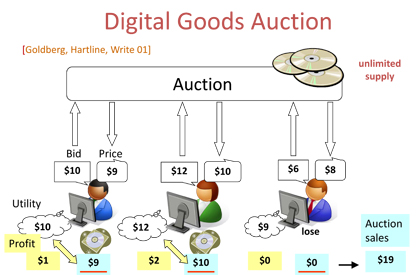 Digital Goods Auction
[Goldberg, Hartline, Write 01]
unlimited
supply
Auction
Bid Price
$10 $9 $12 $10 $6 $8
Utility
$10 $12 $9 lose
Profit
Auction
sales
$1 $9 $2 $10 $0 $0 $19